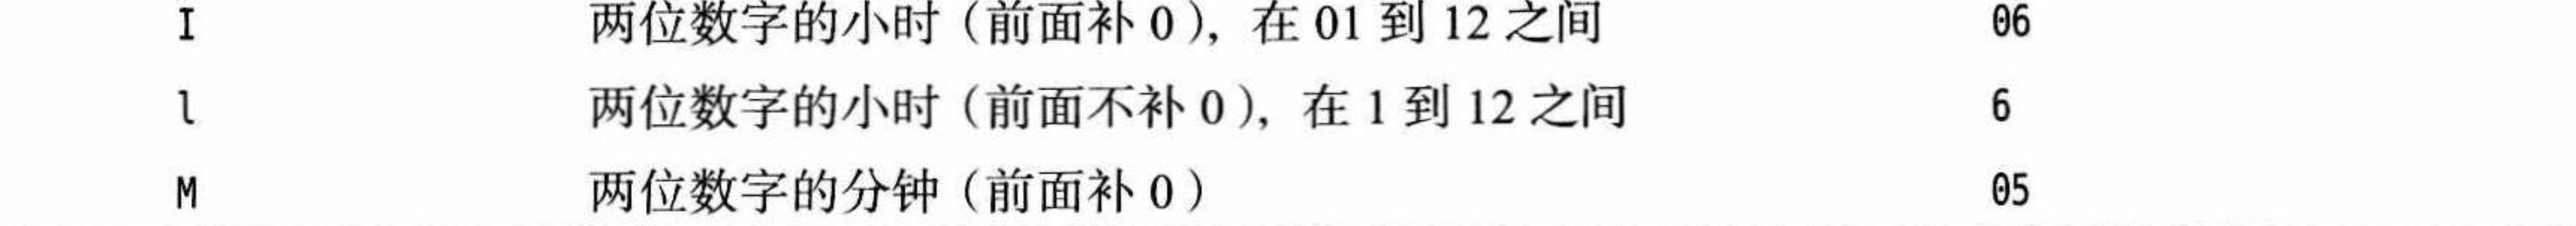 I 两位数字的小时（前面补 0），在 01 到 12 之间 06
l 两位数字的小时（前面不补 0），在 1 到 12 之间 6
M 两位数字的分钟（前面补 0） 05